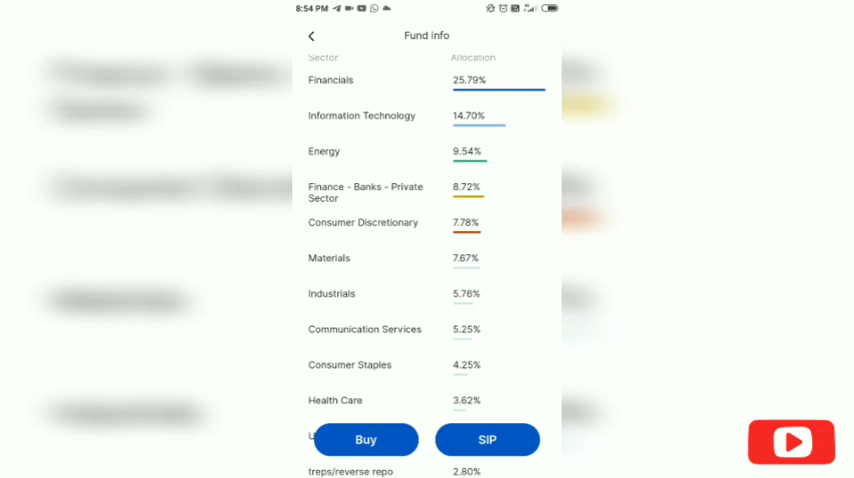 8:54 PM
Fund info
Sector Allocation
Financials 25.79%
Information Technology 14.70%
Energy 9.54%
Finance - Banks - Private 8.72%
Sector
Consumer Discretionary 7.78%
Materials 7.67%
Industrials 5.76%
Communication Services 5.25%
Consumer Staples 4.25%
Health Care 3.62%
Buy SIP
treps/reverse repo 2.80%